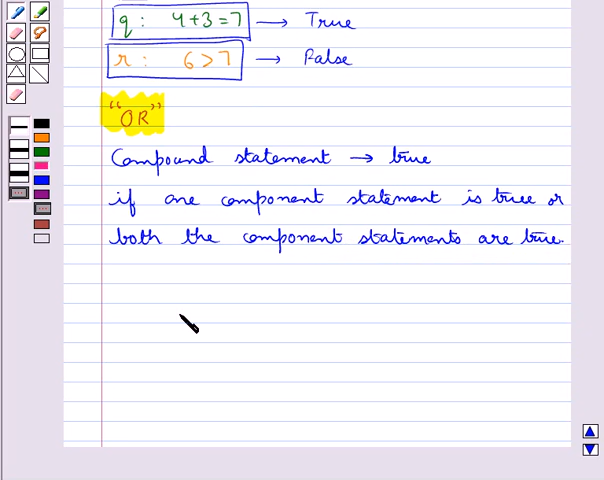 q : 4+3=7 → True
r : 6>7 → False
"OR"
Compound statement → true
if one component statement is true or
both the component statements are true.